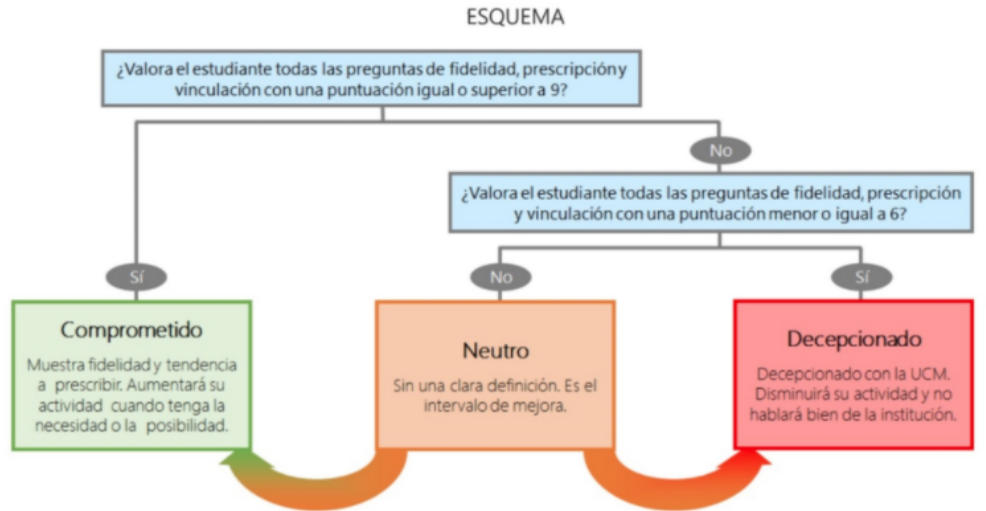 ESQUEMA
¿Valora el estudiante todas las preguntas de fidelidad, prescripción y
vinculación con una puntuación igual o superior a 9?
No
¿Valora el estudiante todas las preguntas de fidelidad, prescripción
y vinculación con una puntuación menor o igual a 6?
Sí
No
Sí
Comprometido
Muestra fidelidad y tendencia
a prescribir. Aumentará su
actividad cuando tenga la
necesidad o la posibilidad.
Neutro
Sin una clara definición. Es el
intervalo de mejora.
Decepcionado
Decepcionado con la UCM.
Disminuirá su actividad y no
hablará bien de la institución.